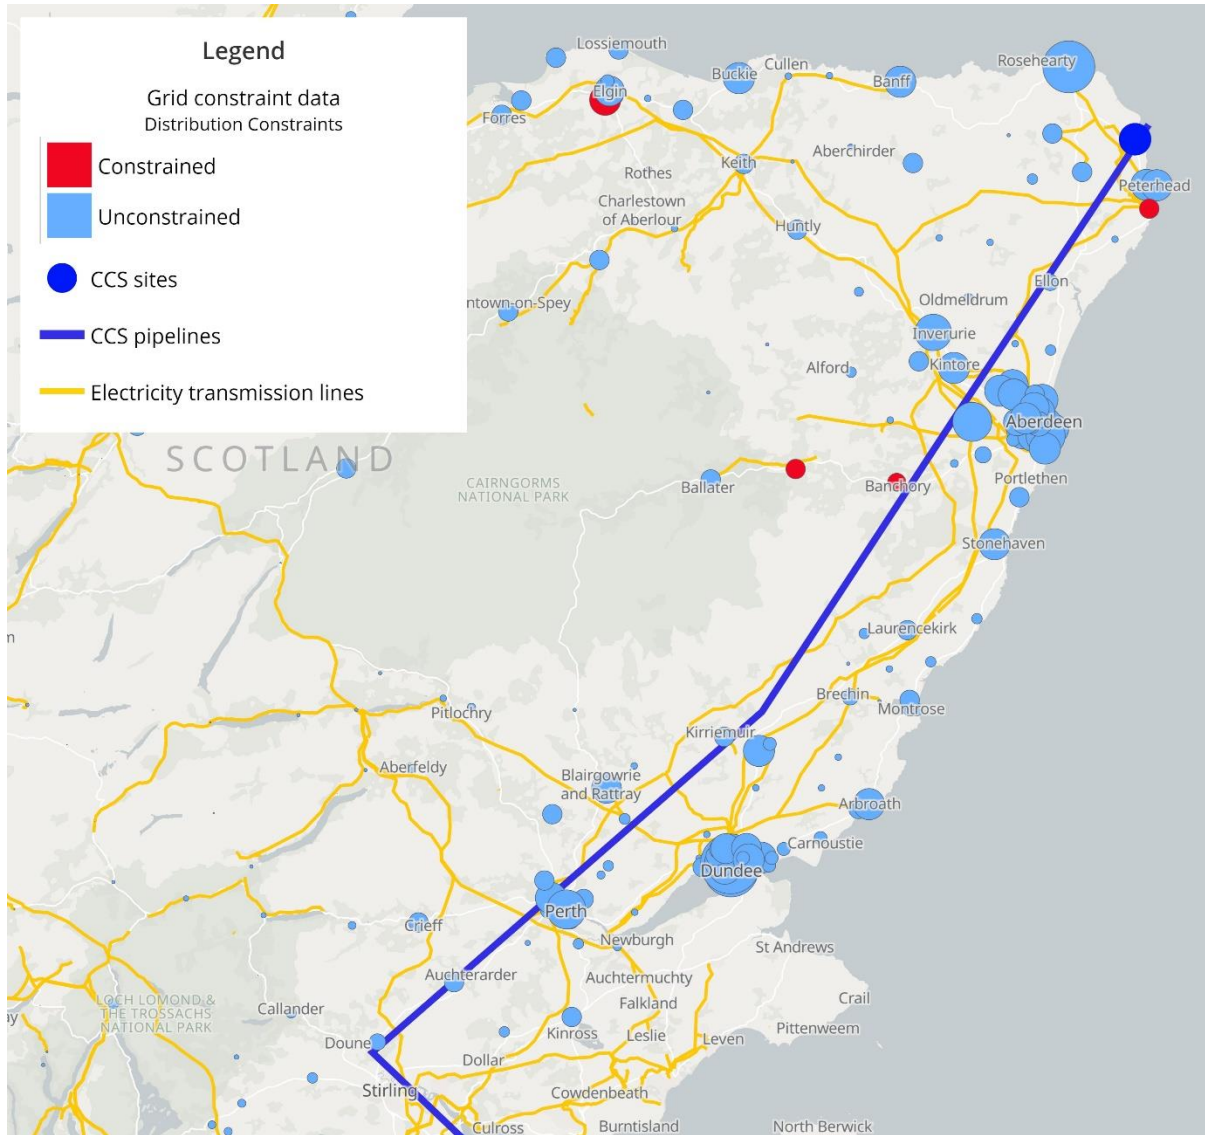 Legend
Grid constraint data
Distribution Constraints
Constrained
Unconstrained
CCS sites
CCS pipelines
Electricity transmission lines
Lossiemouth
Cullen
Rosehearty
Buckie
Banff
Elgin
Forres
Aberchirder
Keith
Rothes
Peterhead
Charlestown
of Aberlour
Huntly
Ellon
Oldmeldrum
ntown-on-Spey
Inverurie
Alford
Kintore
Aberdeen
SCOTLAND
CAIRNGORMS
NATIONAL PARK
Ballater
Banchory
Portlethen
Stonehaven
Laurencekirk
m
Brechin
Montrose
Pitlochry
Kirriemuir
Aberfeldy
Blairgowrie
and Rattray
Arbroath
Carnoustie
Dundee
Perth
Crieff
Newburgh
St Andrews
Auchterarder
Auchtermuchty
LOCH LOMOND &
THE TROSSACHS
NATIONAL PARK
Callander
Falkland
Crail
ay
Doune
Kinross
Leslie
Leven
Pittenweem
Dollar
Stirling
Cowdenbeath
Culross
Burntisland
North Berwick